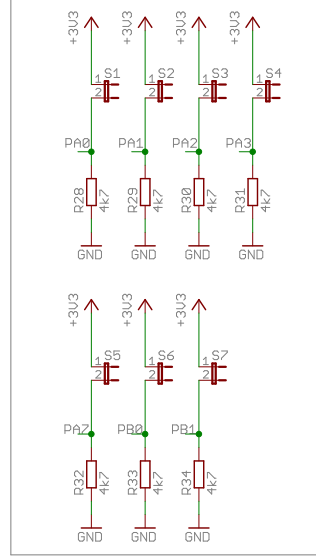 +3V3 +3V3 +3V3 +3V3
1 S1 1 S2 1 S3 1 S4
2 2 2 2
PA0 PA1 PA2 PA3
R28 4k7 R29 4k7 R30 4k7 R31 4k7
GND GND GND GND
+3V3 +3V3 +3V3
1 S5 1 S6 1 S7
2 2 2
PA7 PB0 PB1
R32 4k7 R33 4k7 R34 4k7
GND GND GND